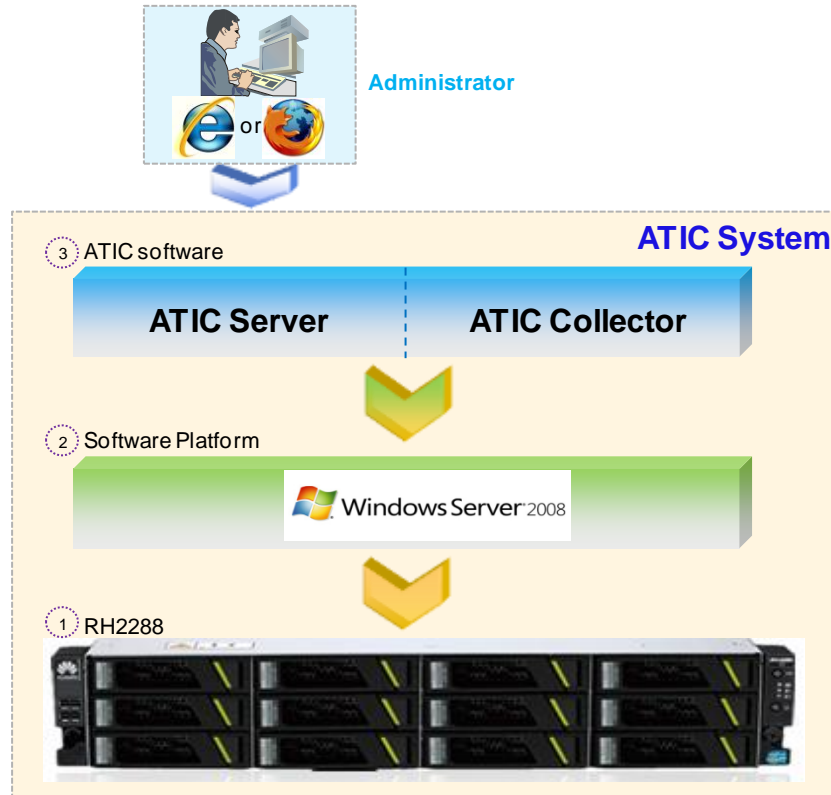 Administrator
or
ATIC System
3 ATIC software
ATIC Server
ATIC Collector
2 Software Platform
Windows Server 2008
1 RH2288